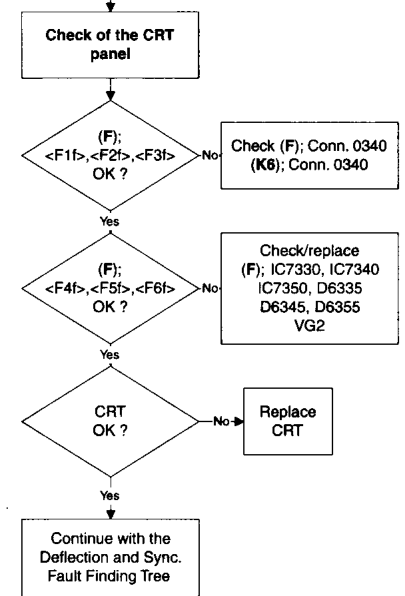 Check of the CRT
panel
(F);
<F1f>,<F2f>,<F3f>
OK ?
No
Check (F); Conn. 0340
(K6); Conn. 0340
Yes
(F);
<F4f>,<F5f>,<F6f>
OK ?
No
Check/replace
(F); IC7330, IC7340
IC7350, D6335
D6345, D6355
VG2
Yes
CRT
OK ?
No
Replace
CRT
Yes
Continue with the
Deflection and Sync.
Fault Finding Tree